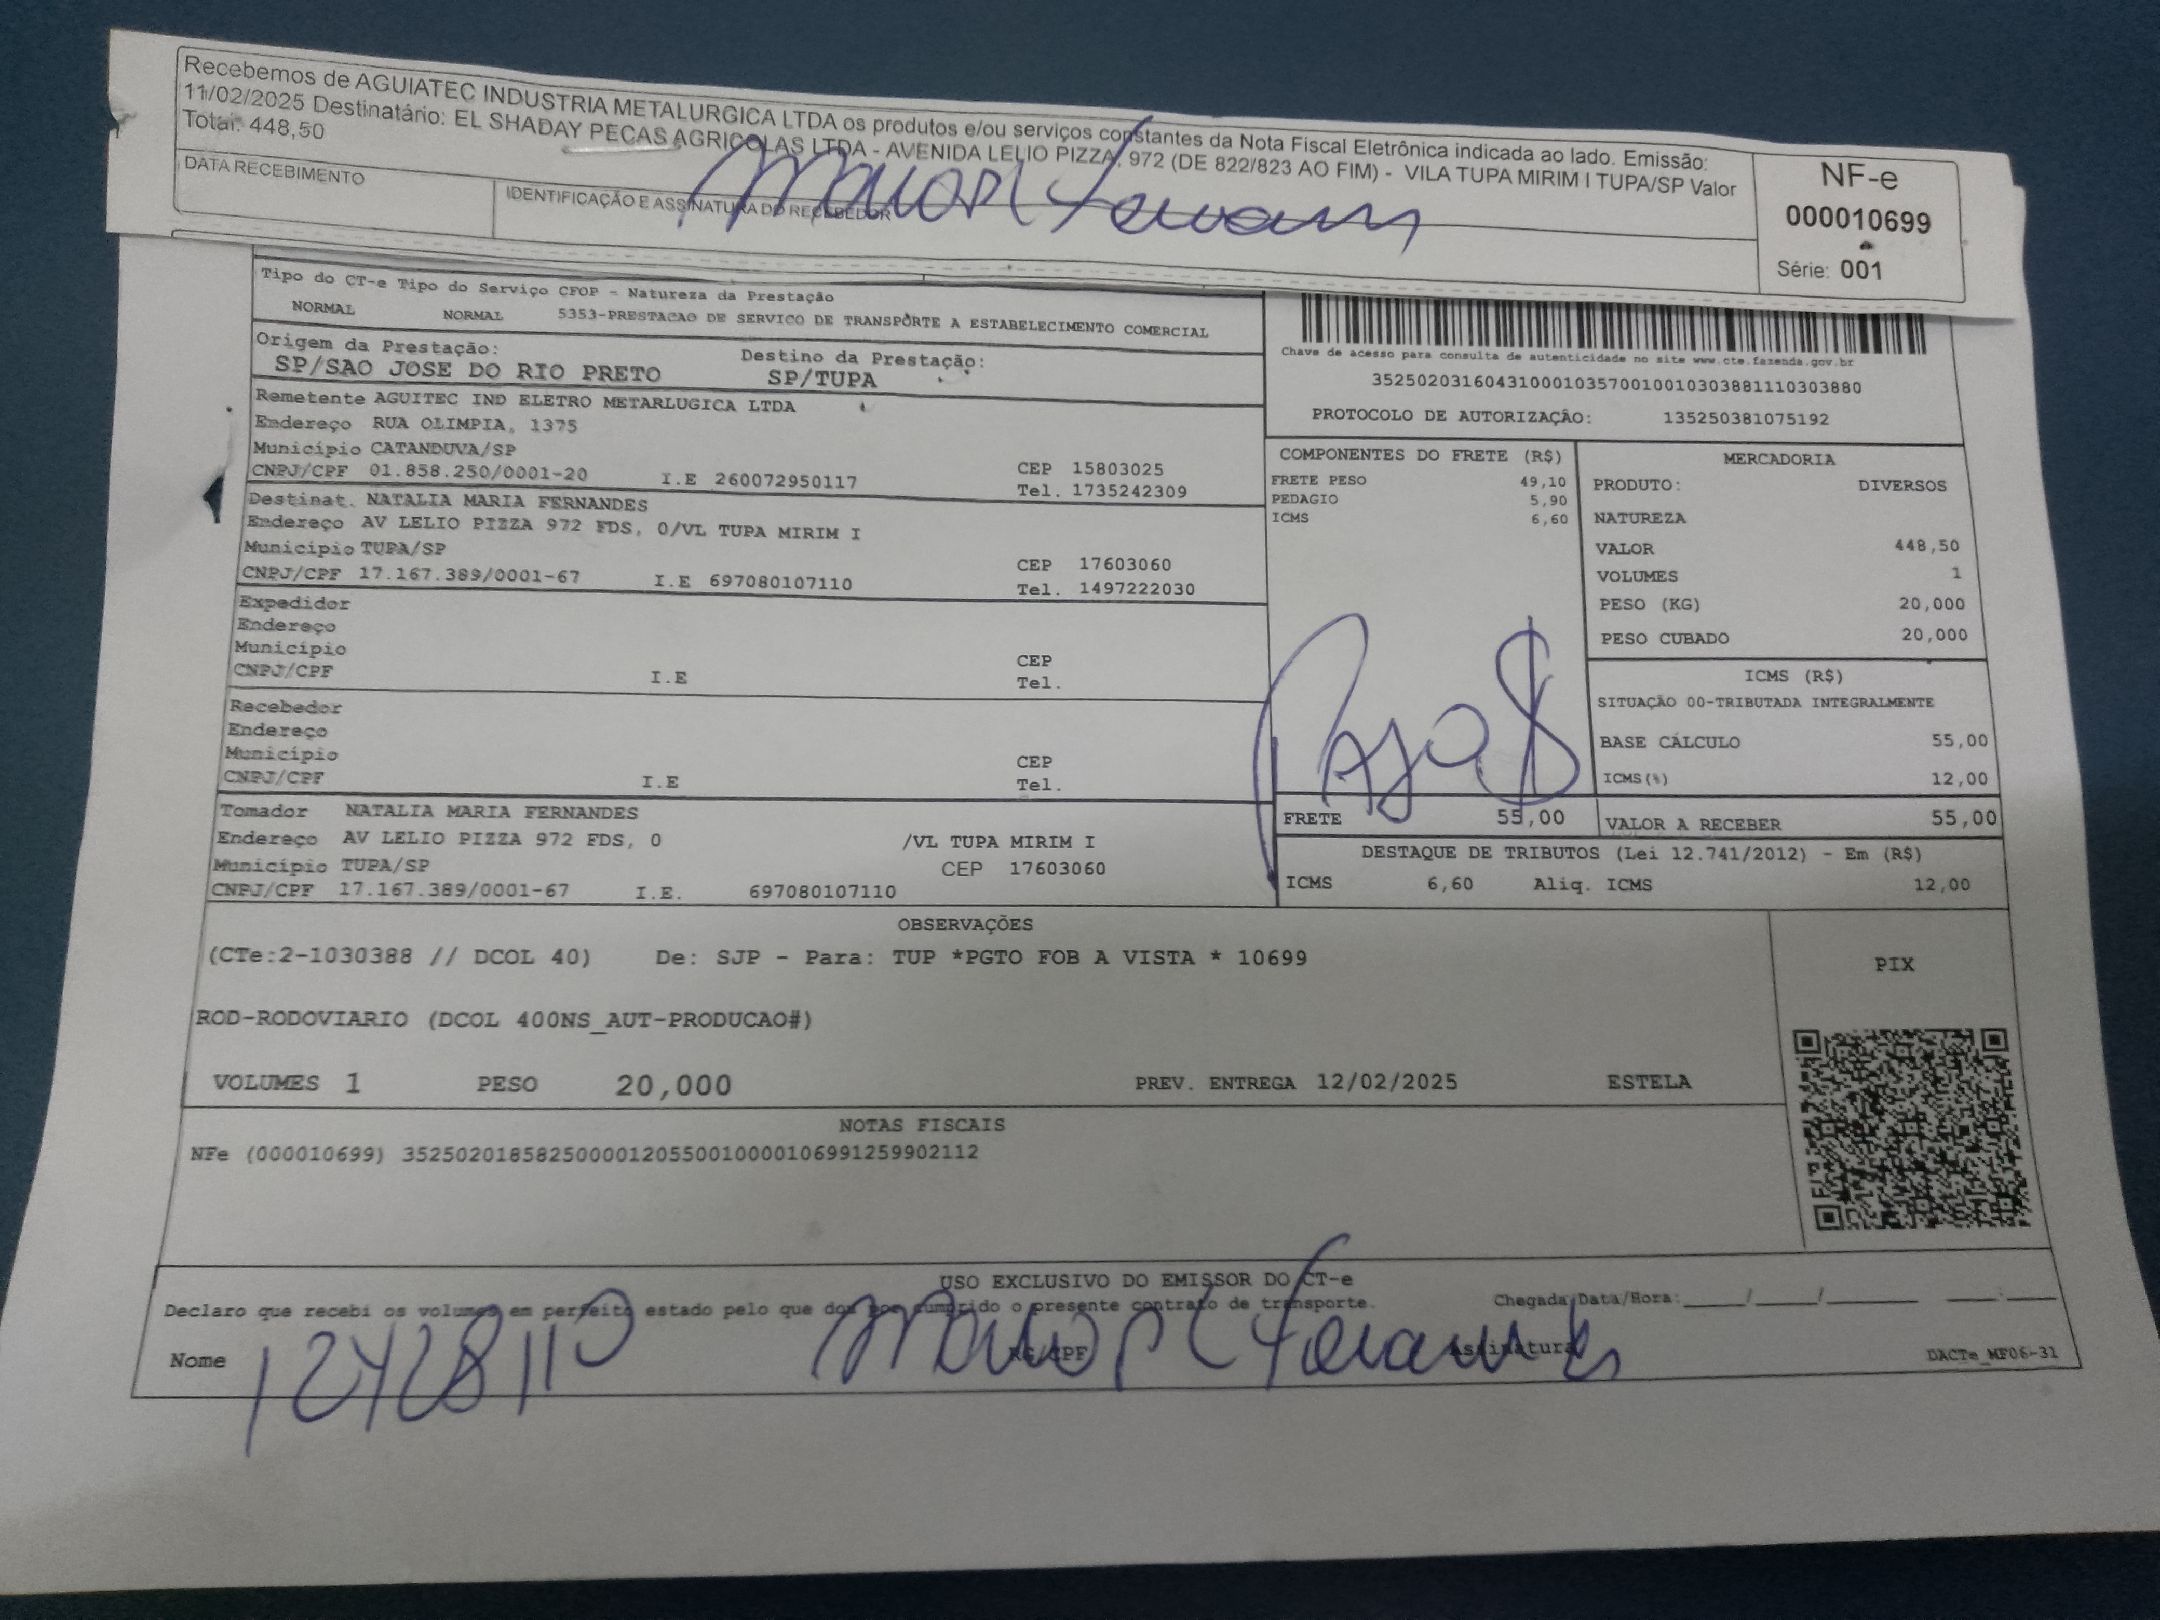 Recebemos de AGUIATEC INDUSTRIA METALURGICA LTDA os produtos e/ou serviços constantes da Nota Fiscal Eletrônica indicada ao lado. Emissão:
11/02/2025 Destinatário: EL SHADAY PECAS AGRICOLAS LTDA - AVENIDA LELIO PIZZA, 972 (DE 822/823 AO FIM) - VILA TUPA MIRIM I TUPA/SP Valor
Total: 448,50
DATA RECEBIMENTO
IDENTIFICAÇÃO E ASSINATURA DO RECEBEDOR
NF-e
000010699
Série: 001
Tipo do CT-e Tipo do Serviço CFOP - Natureza da Prestação
NORMAL NORMAL 5353-PRESTACAO DE SERVICO DE TRANSPORTE A ESTABELECIMENTO COMERCIAL
Origem da Prestação: Destino da Prestação:
SP/SAO JOSE DO RIO PRETO SP/TUPA
Remetente AGUITEC IND ELETRO METARLUGICA LTDA
Endereço RUA OLIMPIA, 1375
Município CATANDUVA/SP CEP 15803025
CNPJ/CPF 01.858.250/0001-20 I.E 260072950117 Tel. 1735242309
Destinat. NATALIA MARIA FERNANDES
Endereço AV LELIO PIZZA 972 FDS, 0/VL TUPA MIRIM I
Município TUPA/SP CEP 17603060
CNPJ/CPF 17.167.389/0001-67 I.E 697080107110 Tel. 1497222030
Expedidor
Endereço
Município CEP
CNPJ/CPF I.E Tel.
Recebedor
Endereço
Município CEP
CNPJ/CPF I.E Tel.
Tomador NATALIA MARIA FERNANDES
Endereço AV LELIO PIZZA 972 FDS, 0 /VL TUPA MIRIM I
Município TUPA/SP CEP 17603060
CNPJ/CPF 17.167.389/0001-67 I.E. 697080107110
Chave de acesso para consulta de autenticidade no site www.cte.fazenda.gov.br
35250203160431000103570010010303881110303880
PROTOCOLO DE AUTORIZAÇÃO: 135250381075192
COMPONENTES DO FRETE (R$)
FRETE PESO 49,10
PEDAGIO 5,90
ICMS 6,60
Pago $
FRETE 55,00
MERCADORIA
PRODUTO: DIVERSOS
NATUREZA
VALOR 448,50
VOLUMES 1
PESO (KG) 20,000
PESO CUBADO 20,000
ICMS (R$)
SITUAÇÃO 00-TRIBUTADA INTEGRALMENTE
BASE CÁLCULO 55,00
ICMS(%) 12,00
VALOR A RECEBER 55,00
DESTAQUE DE TRIBUTOS (Lei 12.741/2012) - Em (R$)
ICMS 6,60 Aliq. ICMS 12,00
OBSERVAÇÕES
(CTe:2-1030388 // DCOL 40) De: SJP - Para: TUP *PGTO FOB A VISTA * 10699
ROD-RODOVIARIO (DCOL 400NS_AUT-PRODUCAO#)
VOLUMES 1 PESO 20,000 PREV. ENTREGA 12/02/2025 ESTELA
PIX
NOTAS FISCAIS
NFe (000010699) 35250201858250000120550010000106991259902112
USO EXCLUSIVO DO EMISSOR DO CT-e
Declaro que recebi os volumes em perfeito estado pelo que dou por cumprido o presente contrato de transporte. Chegada Data/Hora:____/____/______ ____:____
Nome RG/CPF Assinatura
DACTe_MF06-31